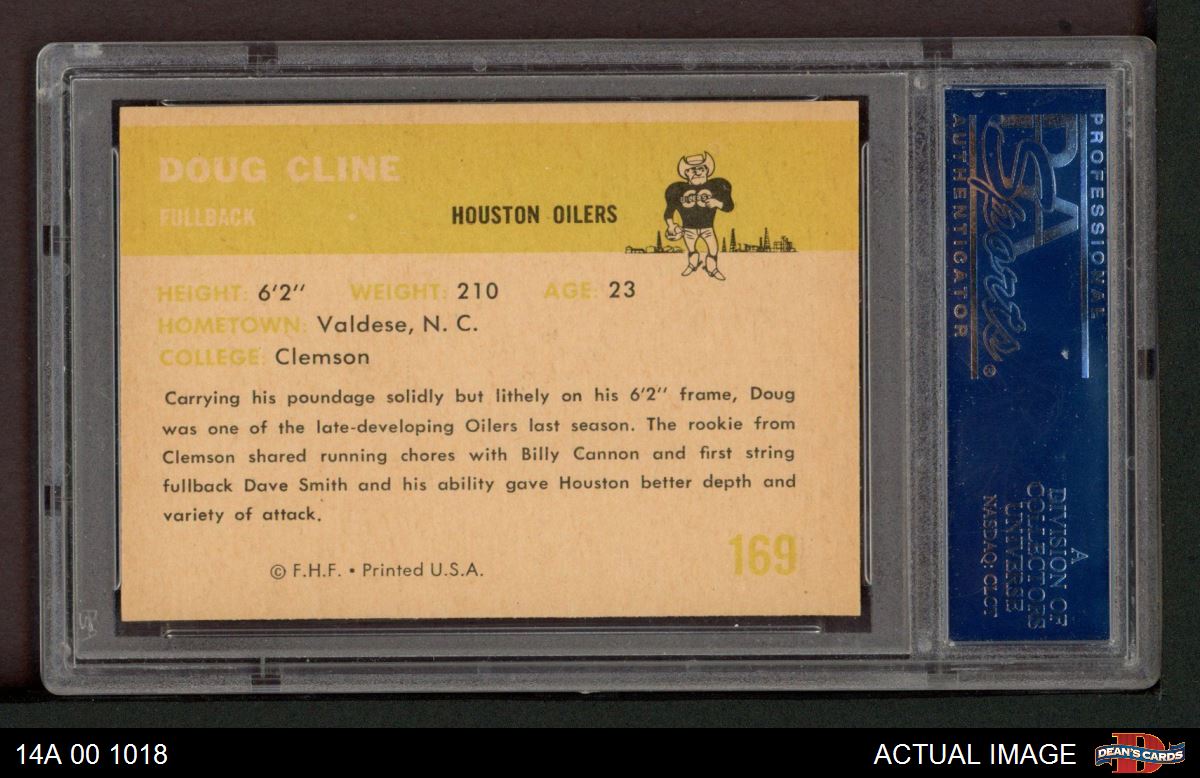 DOUG CLINE
FULLBACK
HOUSTON OILERS
HEIGHT: 6'2" WEIGHT: 210 AGE: 23
HOMETOWN: Valdese, N. C.
COLLEGE: Clemson
Carrying his poundage solidly but lithely on his 6'2" frame, Doug
was one of the late-developing Oilers last season. The rookie from
Clemson shared running chores with Billy Cannon and first string
fullback Dave Smith and his ability gave Houston better depth and
variety of attack.
169
© F.H.F. • Printed U.S.A.
PROFESSIONAL
PSA
Sports®
AUTHENTICATOR
A
DIVISION OF
COLLECTORS
UNIVERSE
NASDAQ: CLCT
14A 00 1018
ACTUAL IMAGE
DEAN'S CARDS